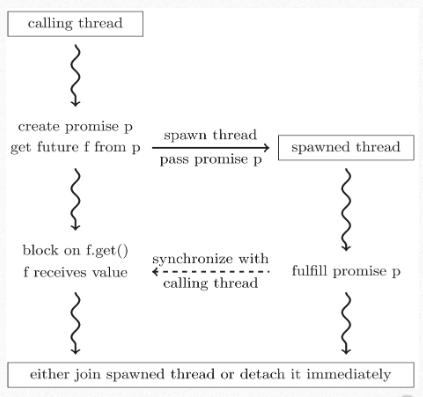 calling thread
create promise p
get future f from p
spawn thread
pass promise p
spawned thread
block on f.get()
f receives value
synchronize with
calling thread
fulfill promise p
either join spawned thread or detach it immediately